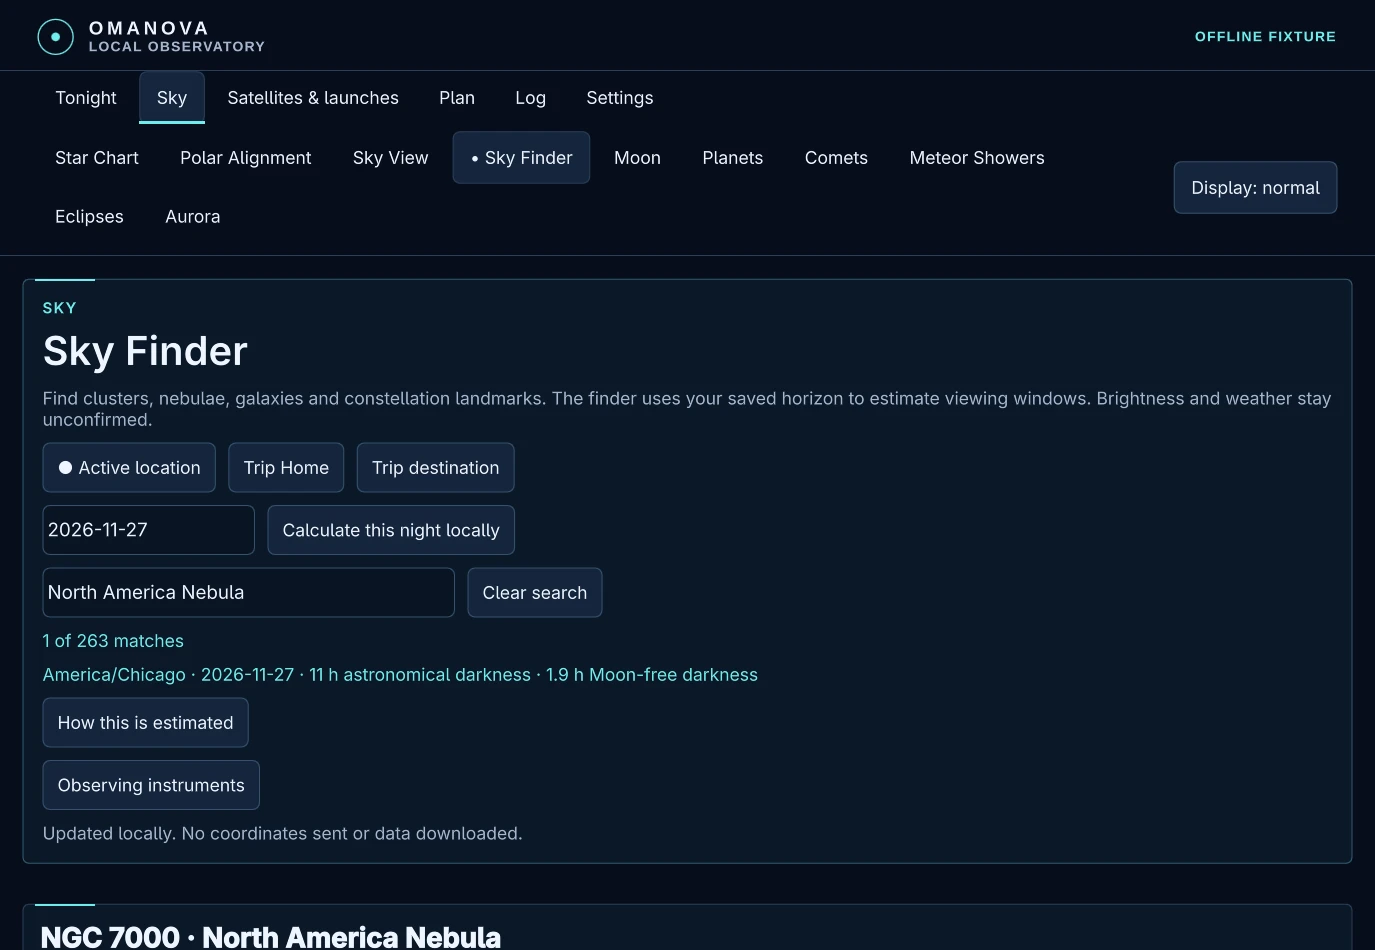 OMANOVA
LOCAL OBSERVATORY
OFFLINE FIXTURE
Tonight
Sky
Satellites & launches
Plan
Log
Settings
Star Chart
Polar Alignment
Sky View
• Sky Finder
Moon
Planets
Comets
Meteor Showers
Eclipses
Aurora
Display: normal
SKY
Sky Finder
Find clusters, nebulae, galaxies and constellation landmarks. The finder uses your saved horizon to estimate viewing windows. Brightness and weather stay
unconfirmed.
● Active location
Trip Home
Trip destination
2026-11-27
Calculate this night locally
North America Nebula
Clear search
1 of 263 matches
America/Chicago · 2026-11-27 · 11 h astronomical darkness · 1.9 h Moon-free darkness
How this is estimated
Observing instruments
Updated locally. No coordinates sent or data downloaded.
NGC 7000 · North America Nebula